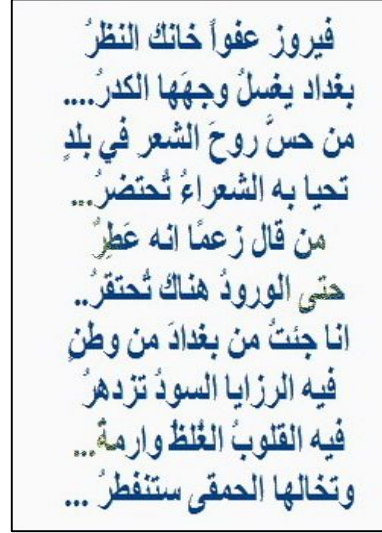 فيروز عفواً خانك النظرُ
بغداد يغسلُ وجهَها الكدرُ....
من حسَّ روحَ الشعر في بلدٍ
تحيا به الشعراءُ تُحتضرُ...
من قال زعمًا انه عَطِرٌ
حتى الورودُ هناك تُحتقرُ..
انا جئتُ من بغدادَ من وطنٍ
فيه الرزايا السودُ تزدهرُ
فيه القلوبُ الغُلظُ وارمةٌ...
وتخالها الحمقى ستنفطرُ ...